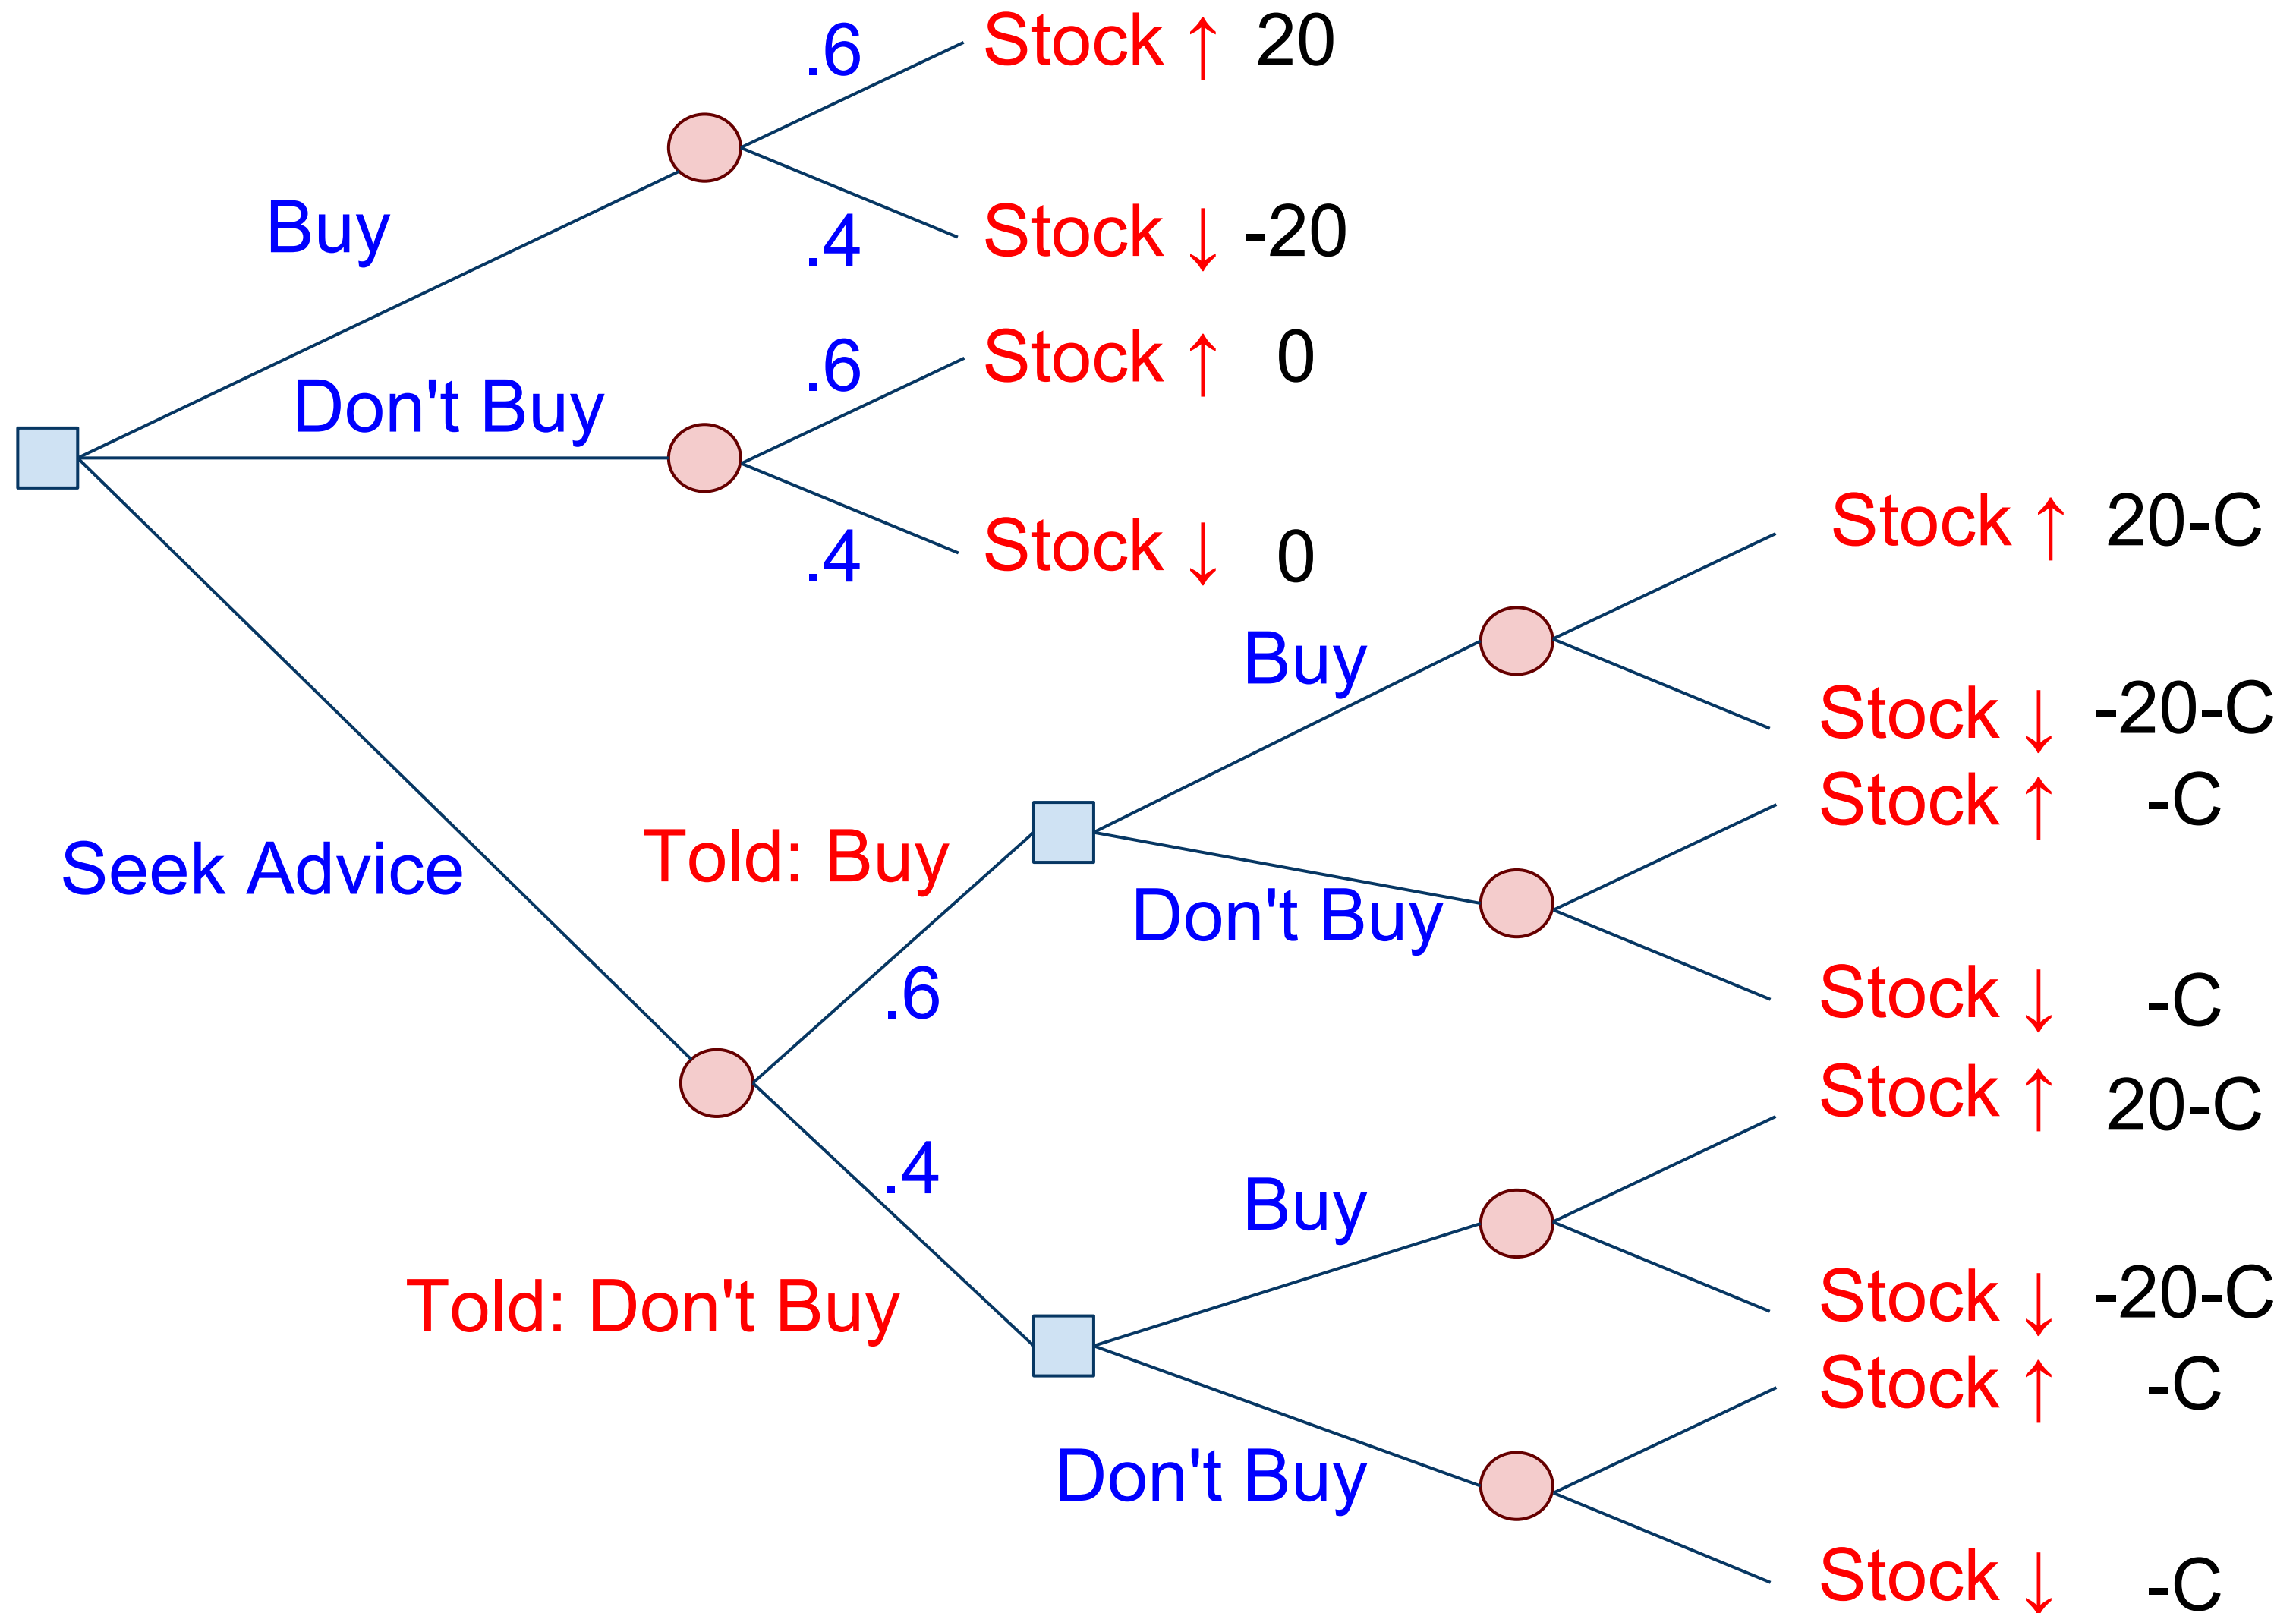 .6
Stock ↑ 20
Buy
.4
Stock ↓ -20
Don't Buy
.6
Stock ↑ 0
.4
Stock ↓ 0
Seek Advice
Told: Buy
.6
Buy
Stock ↑ 20-C
Stock ↓ -20-C
Don't Buy
Stock ↑ -C
Stock ↓ -C
.4
Told: Don't Buy
Buy
Stock ↑ 20-C
Stock ↓ -20-C
Don't Buy
Stock ↑ -C
Stock ↓ -C